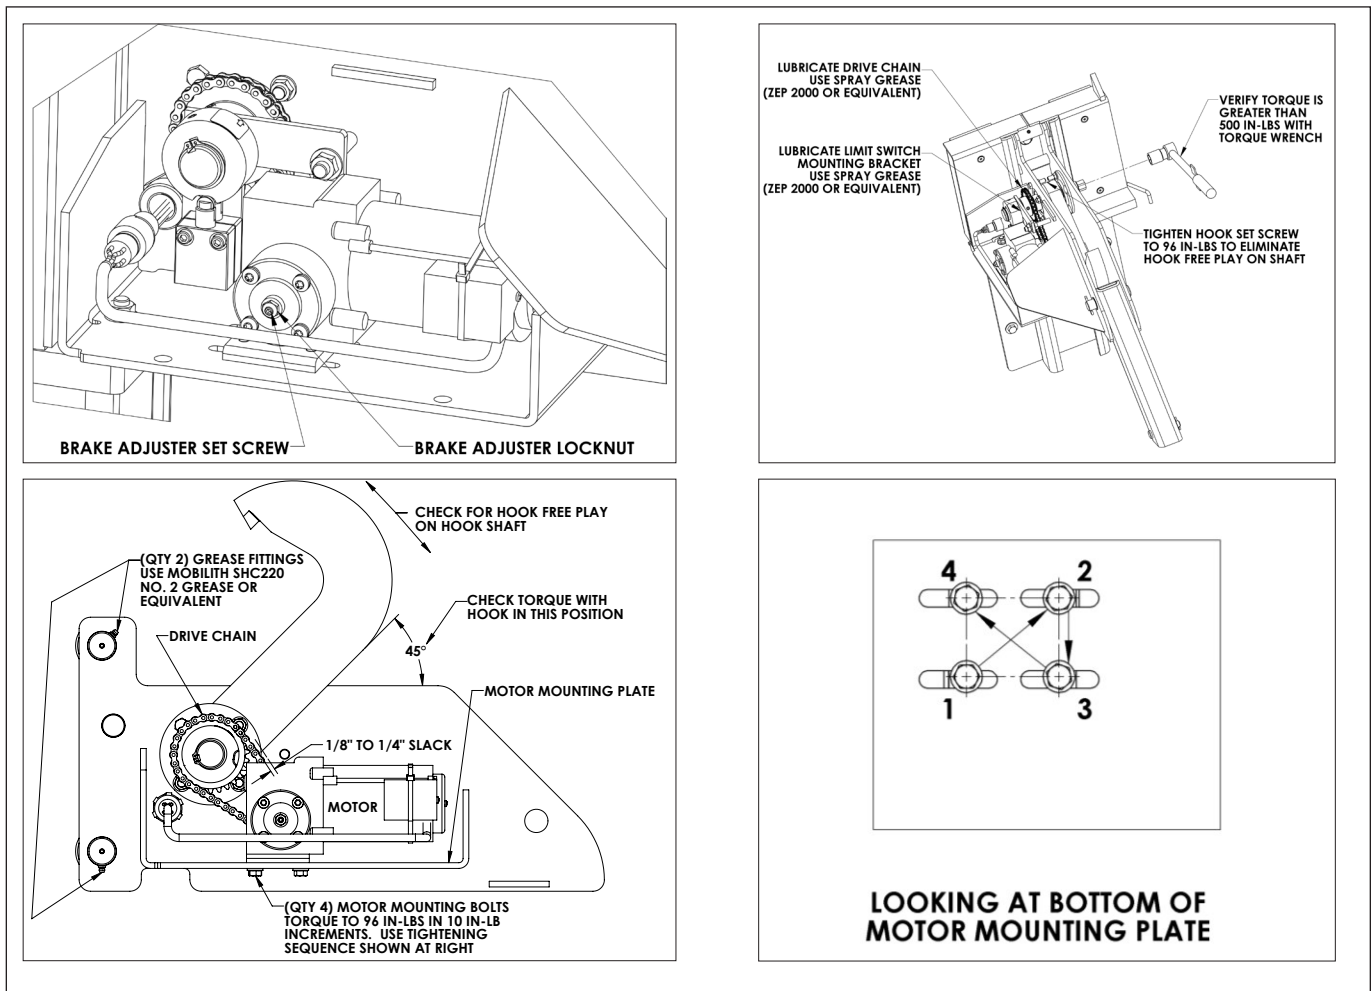 BRAKE ADJUSTER SET SCREW
BRAKE ADJUSTER LOCKNUT
LUBRICATE DRIVE CHAIN
USE SPRAY GREASE
(ZEP 2000 OR EQUIVALENT)
LUBRICATE LIMIT SWITCH
MOUNTING BRACKET
USE SPRAY GREASE
(ZEP 2000 OR EQUIVALENT)
VERIFY TORQUE IS
GREATER THAN
500 IN-LBS WITH
TORQUE WRENCH
TIGHTEN HOOK SET SCREW
TO 96 IN-LBS TO ELIMINATE
HOOK FREE PLAY ON SHAFT
CHECK FOR HOOK FREE PLAY
ON HOOK SHAFT
(QTY 2) GREASE FITTINGS
USE MOBILITH SHC220
NO. 2 GREASE OR
EQUIVALENT
CHECK TORQUE WITH
HOOK IN THIS POSITION
DRIVE CHAIN
45°
MOTOR MOUNTING PLATE
1/8" TO 1/4" SLACK
MOTOR
(QTY 4) MOTOR MOUNTING BOLTS
TORQUE TO 96 IN-LBS IN 10 IN-LB
INCREMENTS. USE TIGHTENING
SEQUENCE SHOWN AT RIGHT
4 2
1 3
LOOKING AT BOTTOM OF
MOTOR MOUNTING PLATE